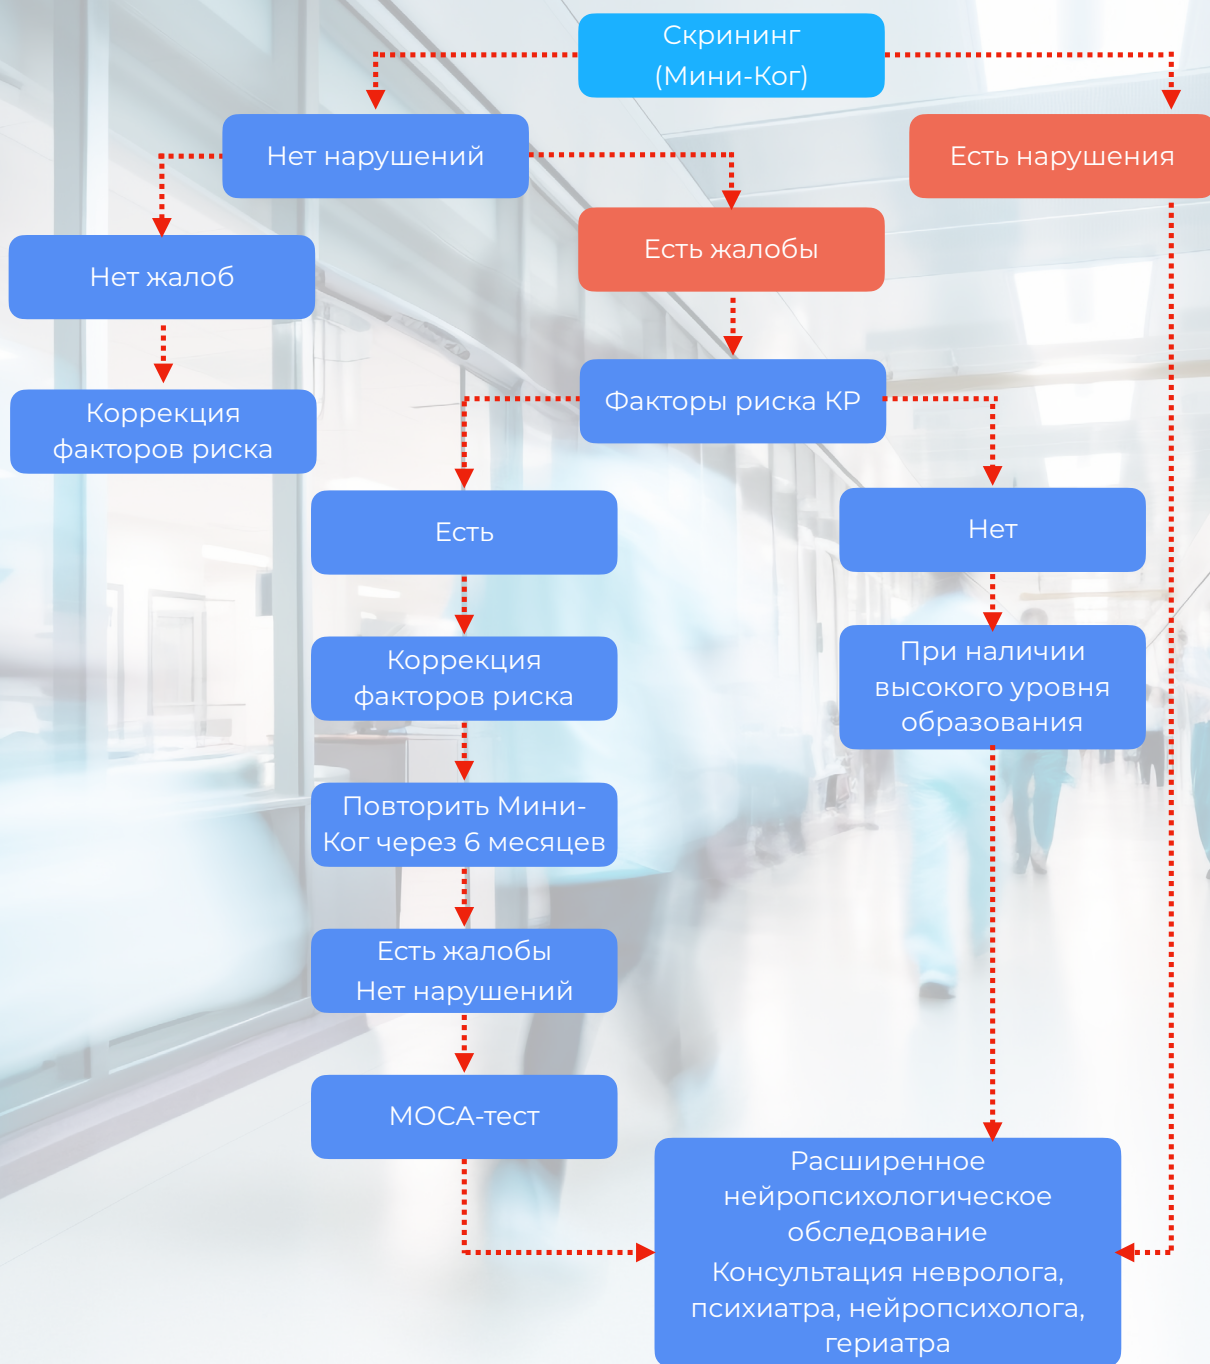 Скрининг
(Мини-Ког)
Нет нарушений
Есть нарушения
Есть жалобы
Нет жалоб
Факторы риска КР
Коррекция
факторов риска
Есть
Нет
Коррекция
факторов риска
При наличии
высокого уровня
образования
Повторить Мини-
Ког через 6 месяцев
Есть жалобы
Нет нарушений
МОСА-тест
Расширенное
нейропсихологическое
обследование
Консультация невролога,
психиатра, нейропсихолога,
гериатра